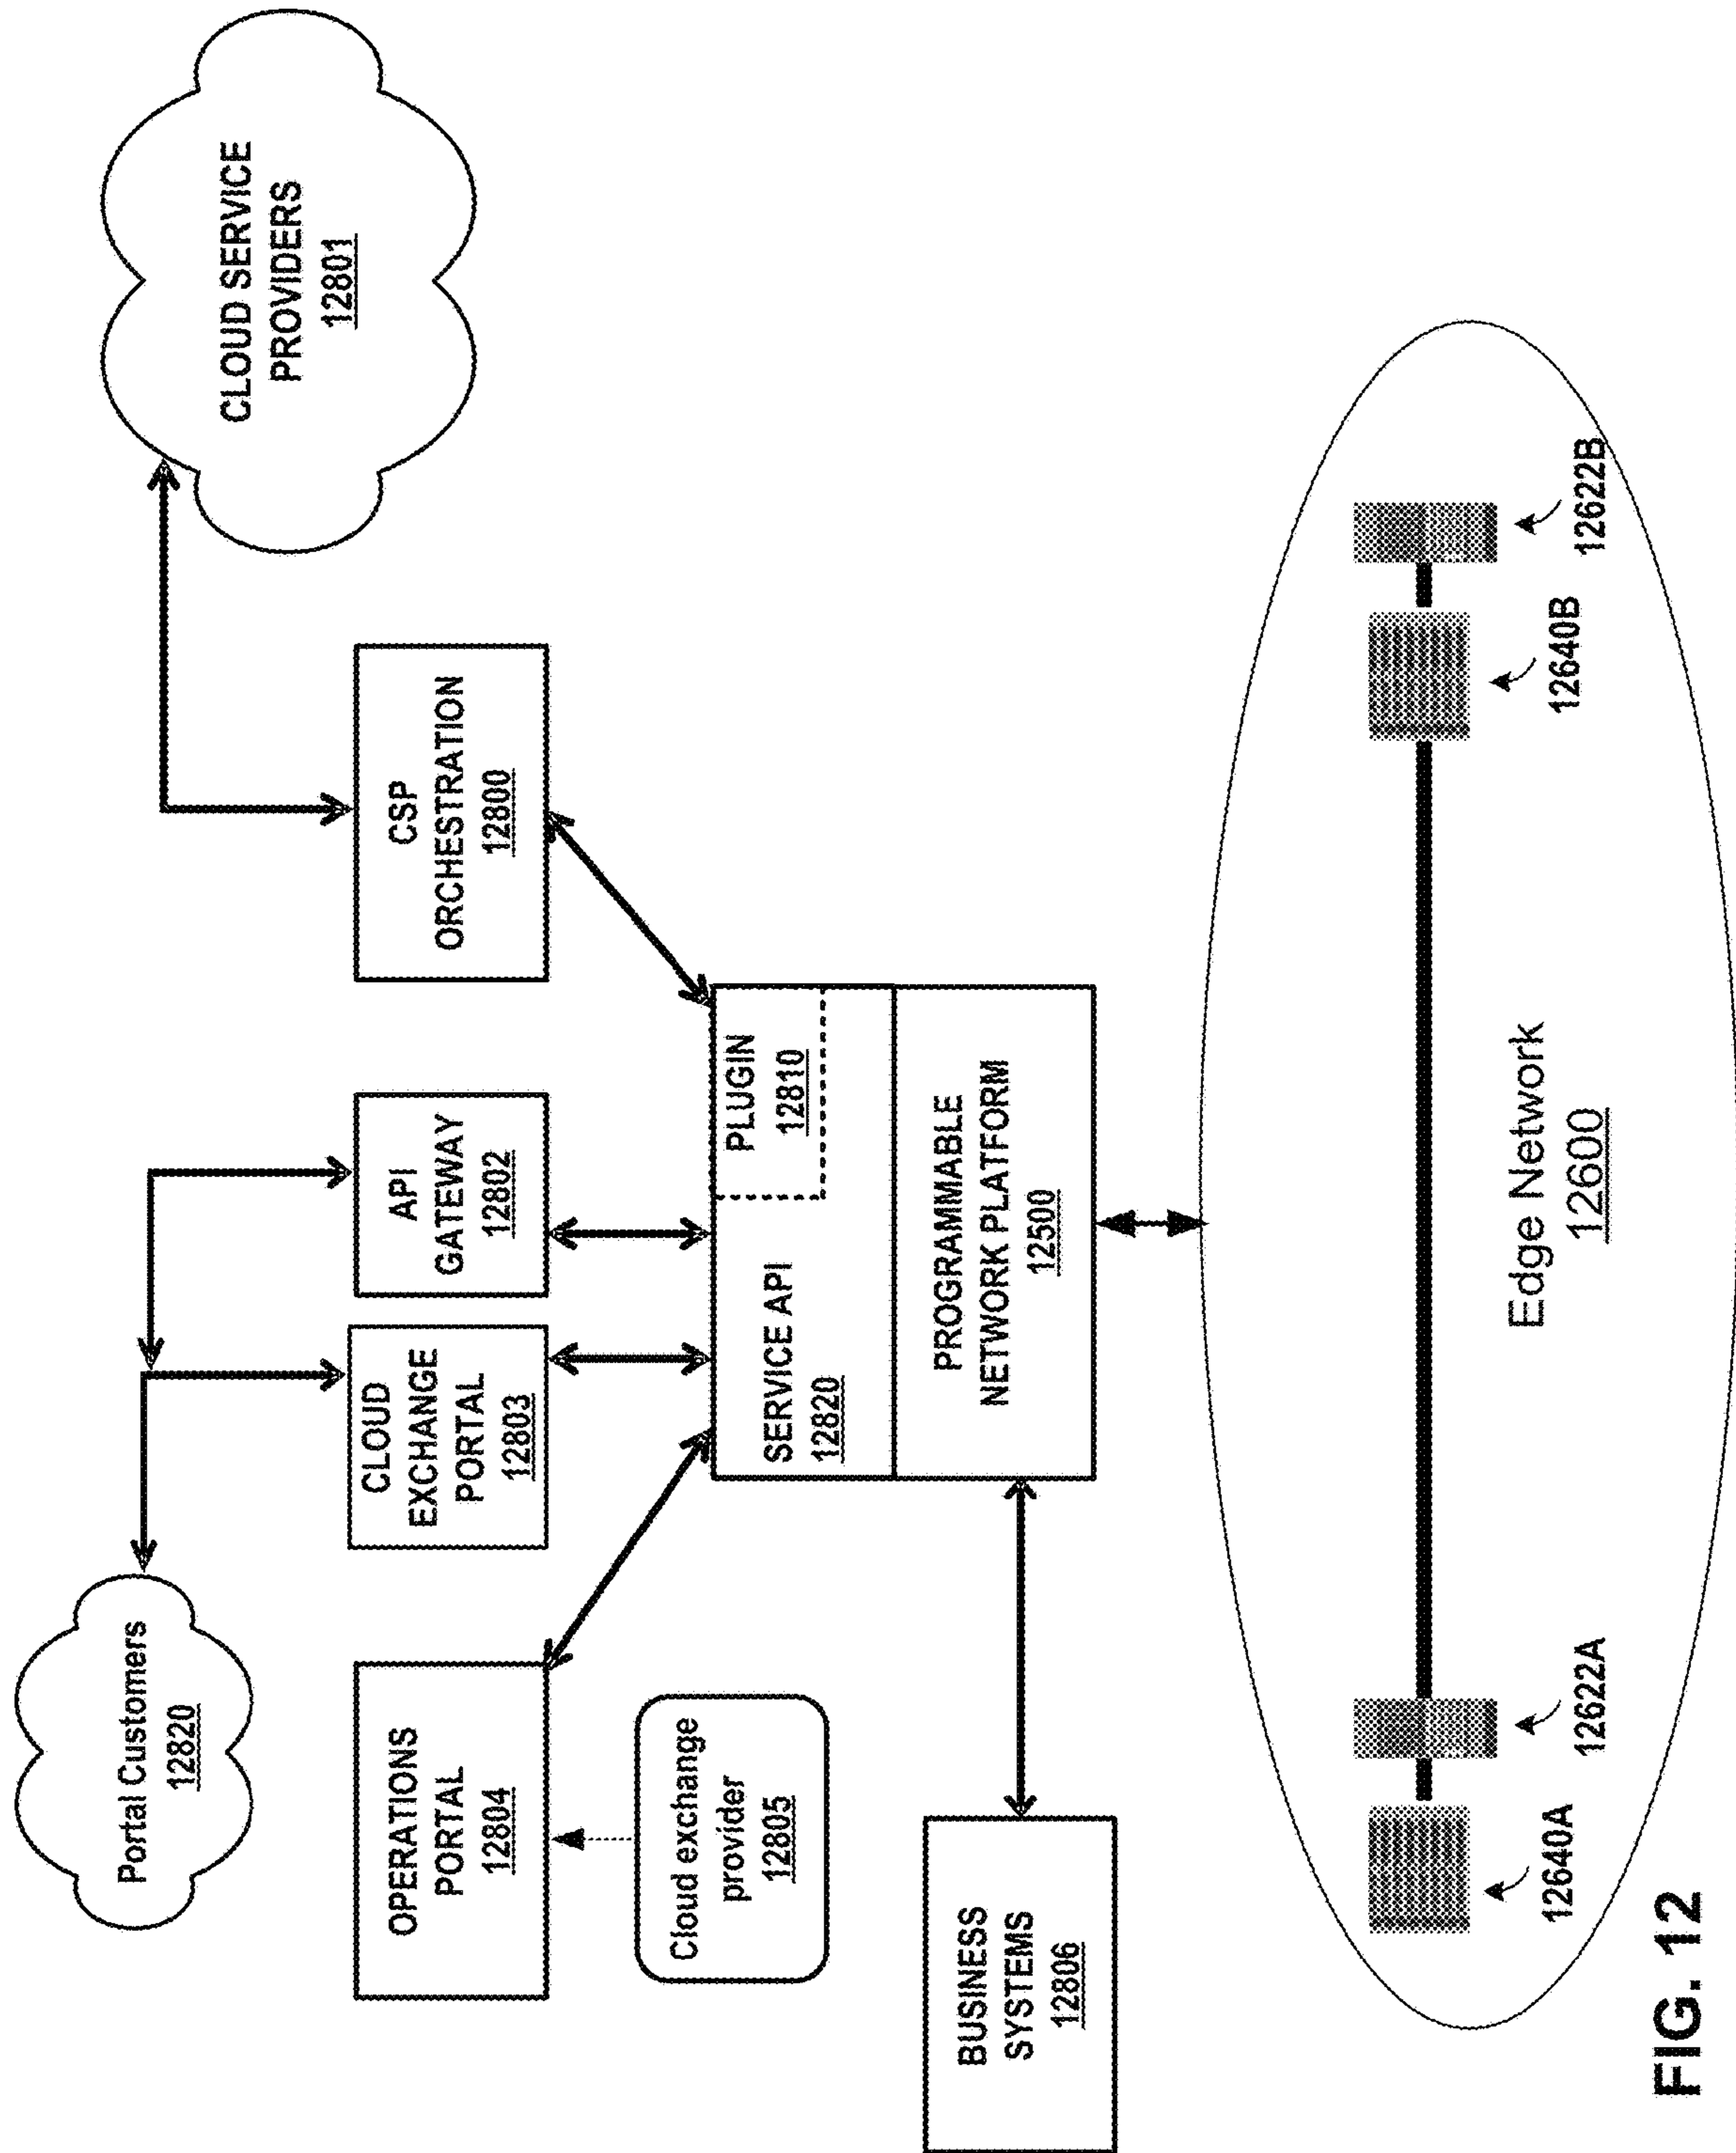 Portal Customers
12820
CLOUD SERVICE
PROVIDERS
12801
OPERATIONS
PORTAL
12804
CLOUD
EXCHANGE
PORTAL
12803
API
GATEWAY
12802
CSP
ORCHESTRATION
12800
Cloud exchange
provider
12805
SERVICE API
12820
PLUGIN
12810
BUSINESS
SYSTEMS
12806
PROGRAMMABLE
NETWORK PLATFORM
12500
12640A
12622A
Edge Network
12600
12640B
12622B
FIG. 12